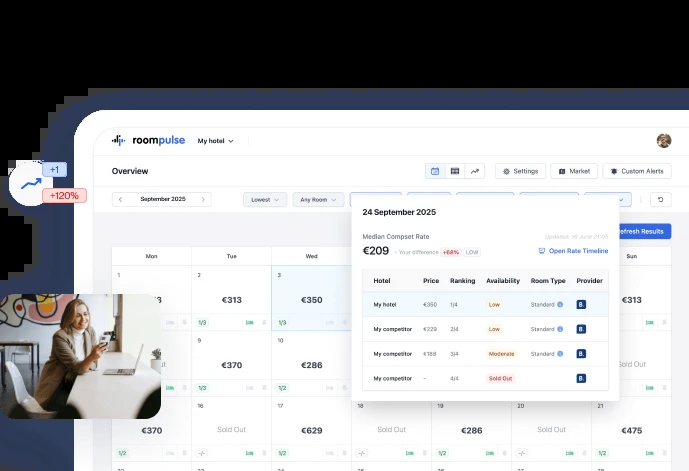 roompulse My hotel
+1
Overview Settings Market Custom Alerts
+120%
September 2025 Lowest Any Room
24 September 2025
Refresh Results
Median Compset Rate Updated: 16 June 21:05
€209 - Your difference +68% LOW Open Rate Timeline
Mon Tue Wed Sun
Hotel Price Ranking Availability Room Type Provider
1 2 3
€313 €350 €313
My hotel €350 1/4 Low Standard B.
1/3 1/3
My competitor €229 2/4 Low Standard B.
9 10
My competitor €188 3/4 Moderate Standard B.
€370 €286 Sold Out
My competitor - 4/4 Sold Out B.
1/3 1/2
16 17 18 19 20 21
€370 Sold Out €629 Sold Out €286 Sold Out €475
1/2 -/- 1/2 -/- 1/2 -/- 1/2